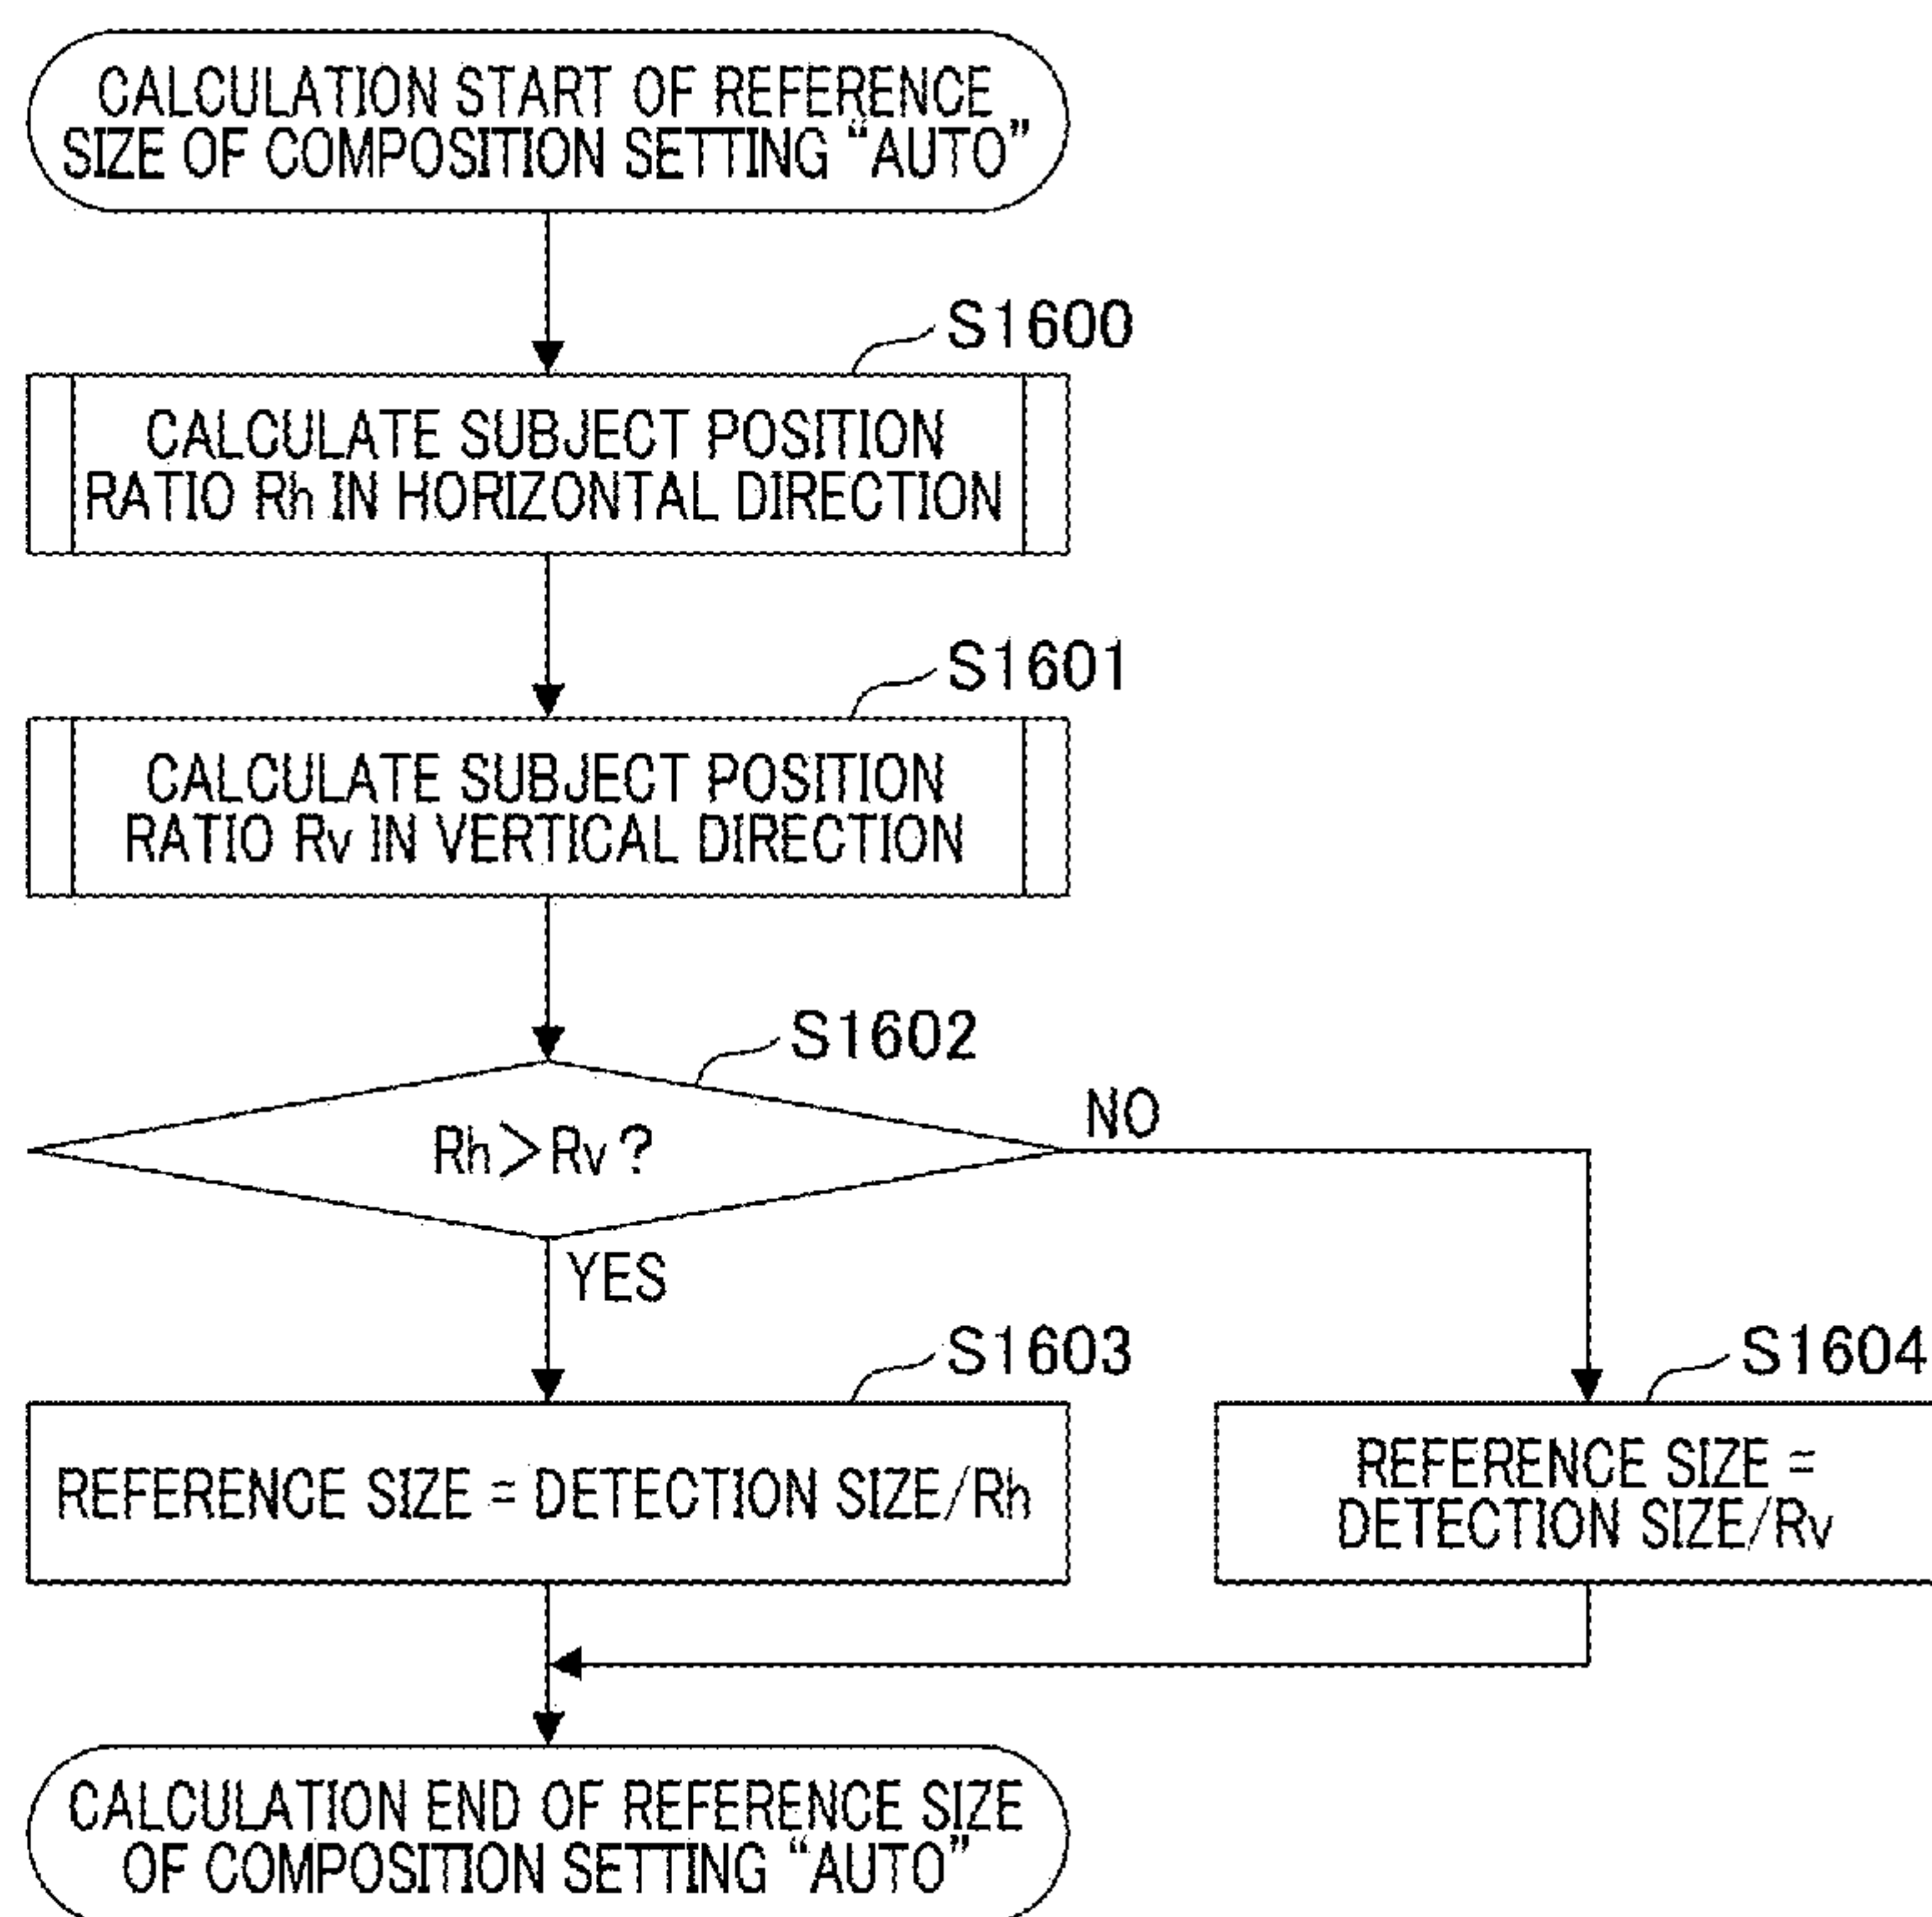 CALCULATION START OF REFERENCE
SIZE OF COMPOSITION SETTING “AUTO”
S1600
CALCULATE SUBJECT POSITION
RATIO Rh IN HORIZONTAL DIRECTION
S1601
CALCULATE SUBJECT POSITION
RATIO Rv IN VERTICAL DIRECTION
S1602
Rh>Rv?
NO
YES
S1603
REFERENCE SIZE = DETECTION SIZE/Rh
S1604
REFERENCE SIZE =
DETECTION SIZE/Rv
CALCULATION END OF REFERENCE SIZE
OF COMPOSITION SETTING “AUTO”